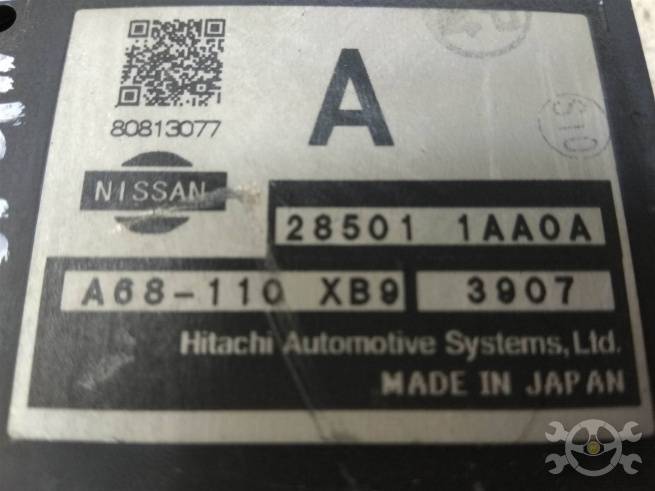 A
80813077
NISSAN
28501 1AA0A
A68-110 XB9 3907
Hitachi Automotive Systems, Ltd.
MADE IN JAPAN